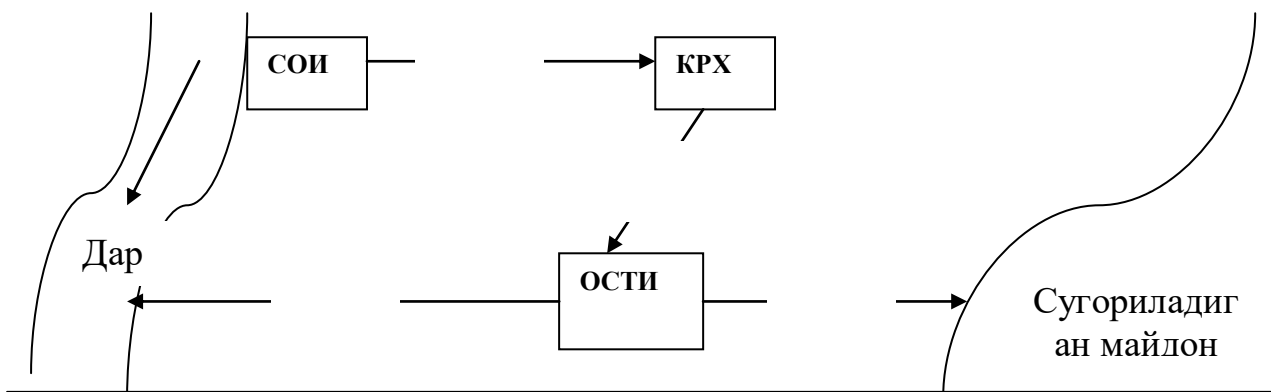 СОИ
КРХ
Дар
ОСТИ
Сугориладиг
ан майдон